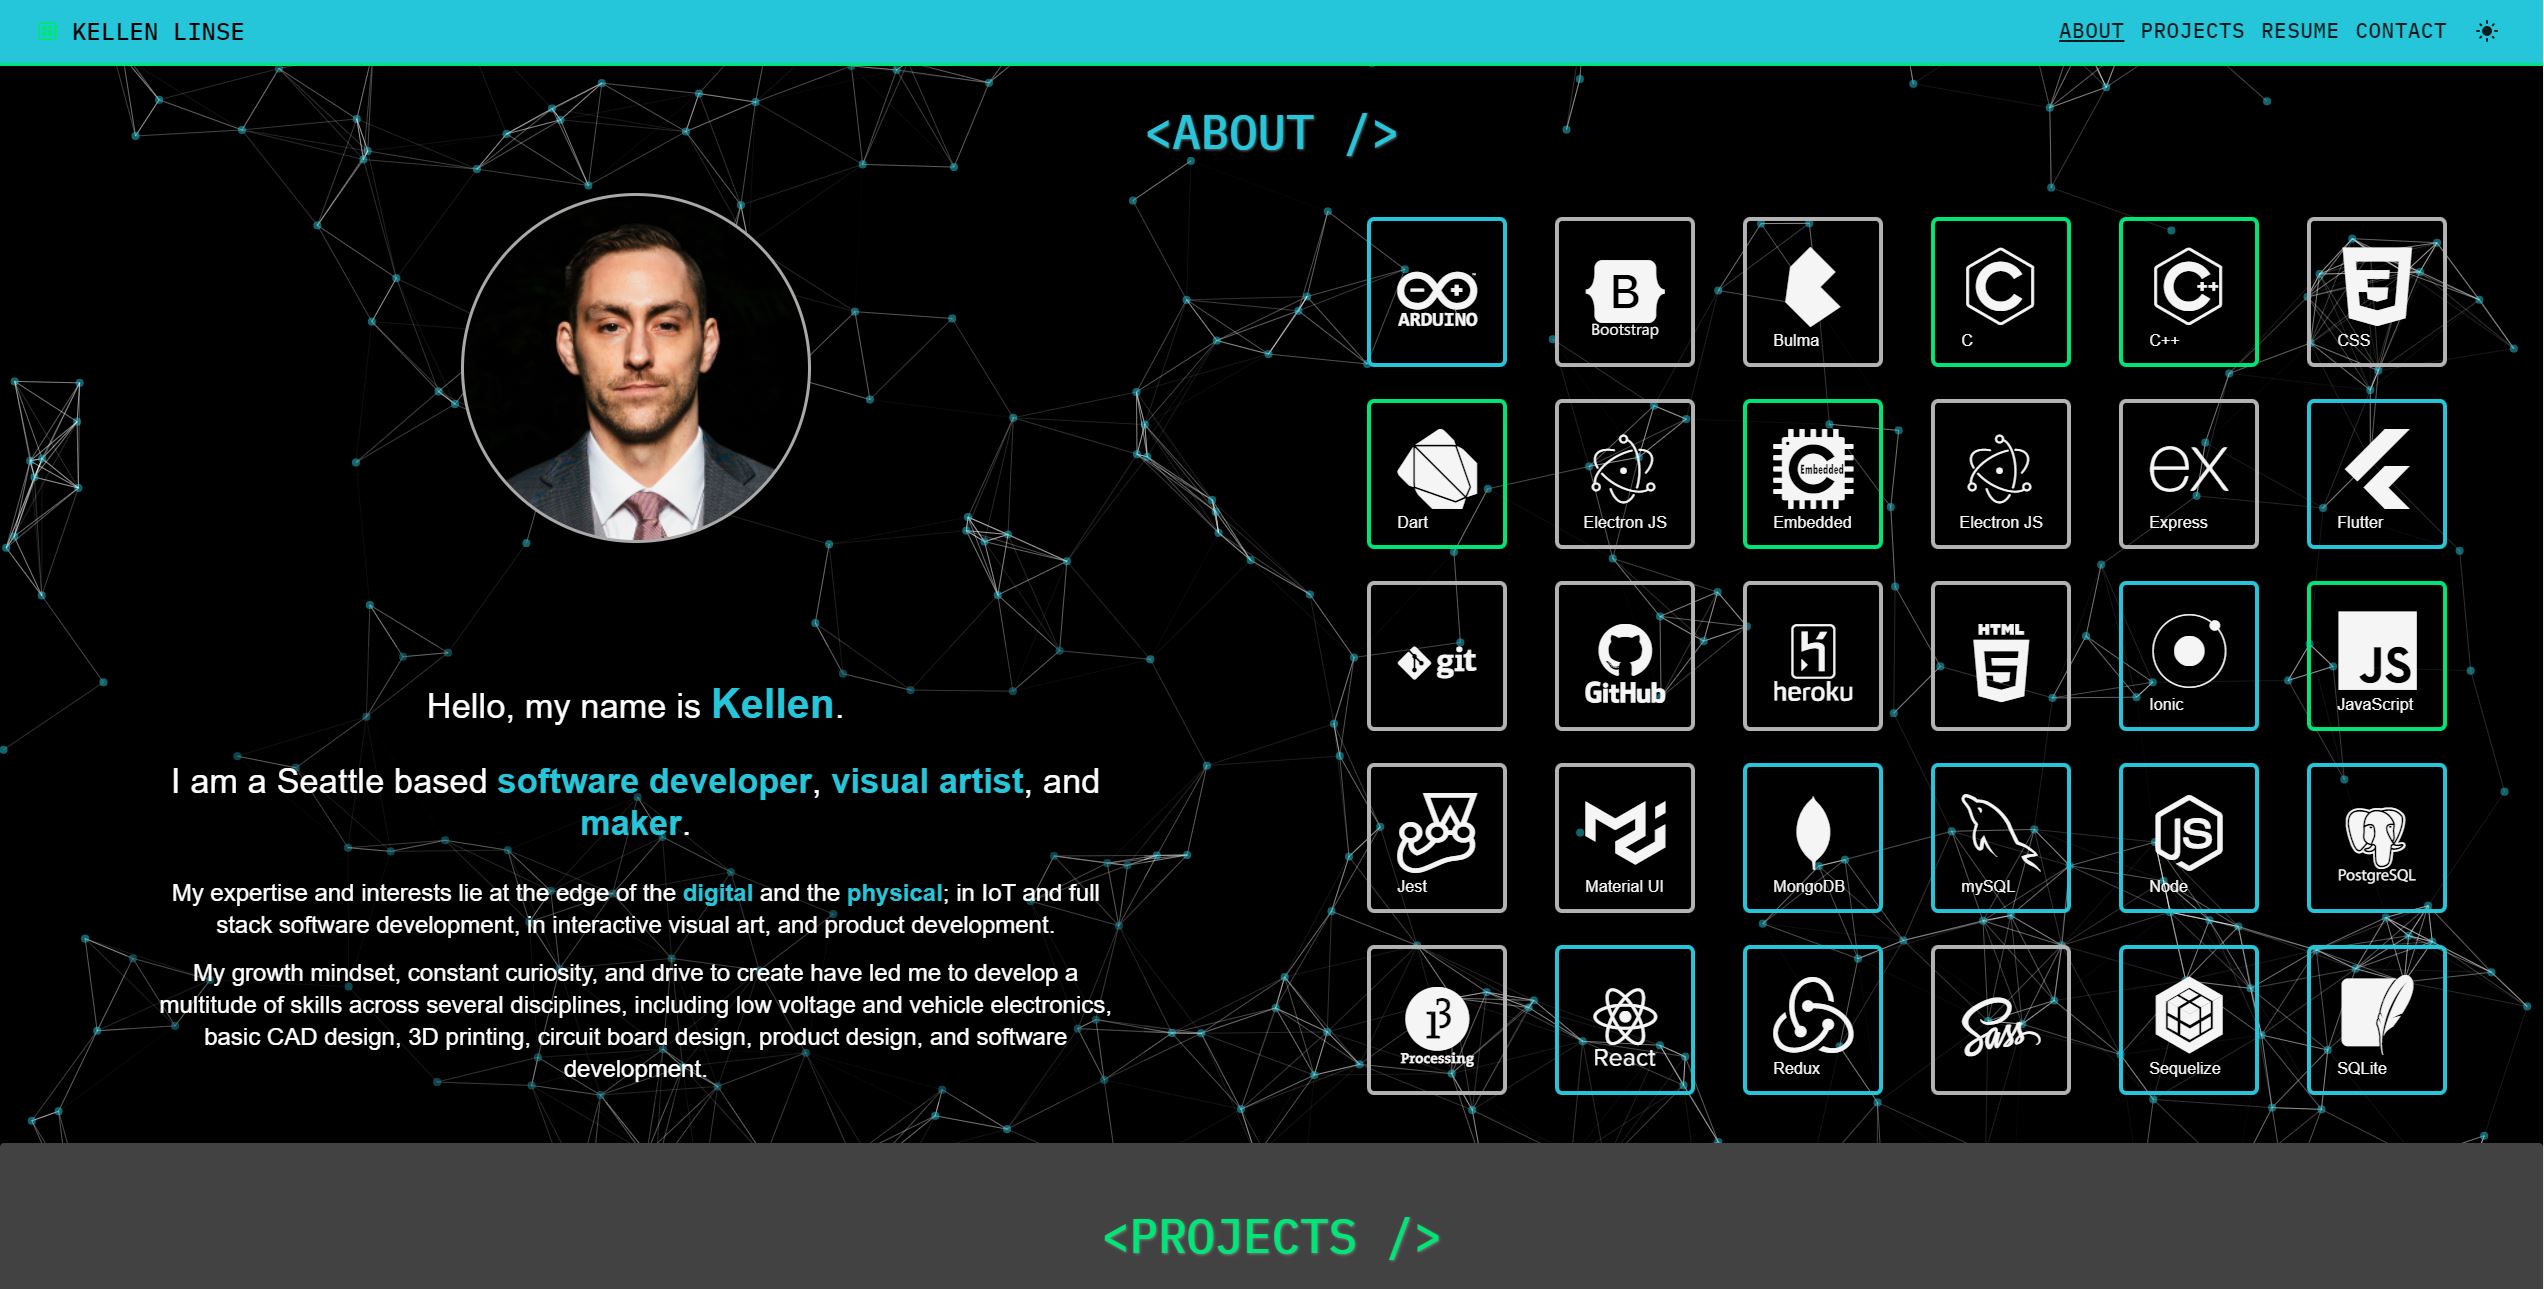 KELLEN LINSE
ABOUT PROJECTS RESUME CONTACT
<ABOUT />
Hello, my name is Kellen.
I am a Seattle based software developer, visual artist, and
maker.
My expertise and interests lie at the edge of the digital and the physical; in IoT and full
stack software development, in interactive visual art, and product development.
My growth mindset, constant curiosity, and drive to create have led me to develop a
multitude of skills across several disciplines, including low voltage and vehicle electronics,
basic CAD design, 3D printing, circuit board design, product design, and software
development.
ARDUINO
B
Bootstrap
Bulma
C
C
C++
C++
3
CSS
Dart
Electron JS
Embedded
Embedded
Electron JS
ex
Express
Flutter
git
GitHub
heroku
HTML
5
Ionic
JS
JavaScript
Jest
Material UI
MongoDB
mySQL
JS
Node
PostgreSQL
Processing
React
Redux
Sass
Sequelize
SQLite
<PROJECTS />